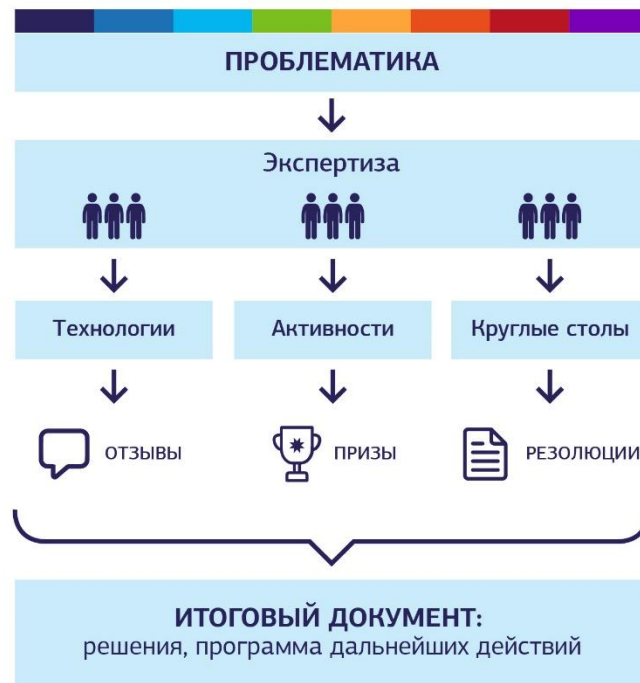 ПРОБЛЕМАТИКА
Экспертиза
Технологии
Активности
Круглые столы
ОТЗЫВЫ
ПРИЗЫ
РЕЗОЛЮЦИИ
ИТОГОВЫЙ ДОКУМЕНТ:
решения, программа дальнейших действий